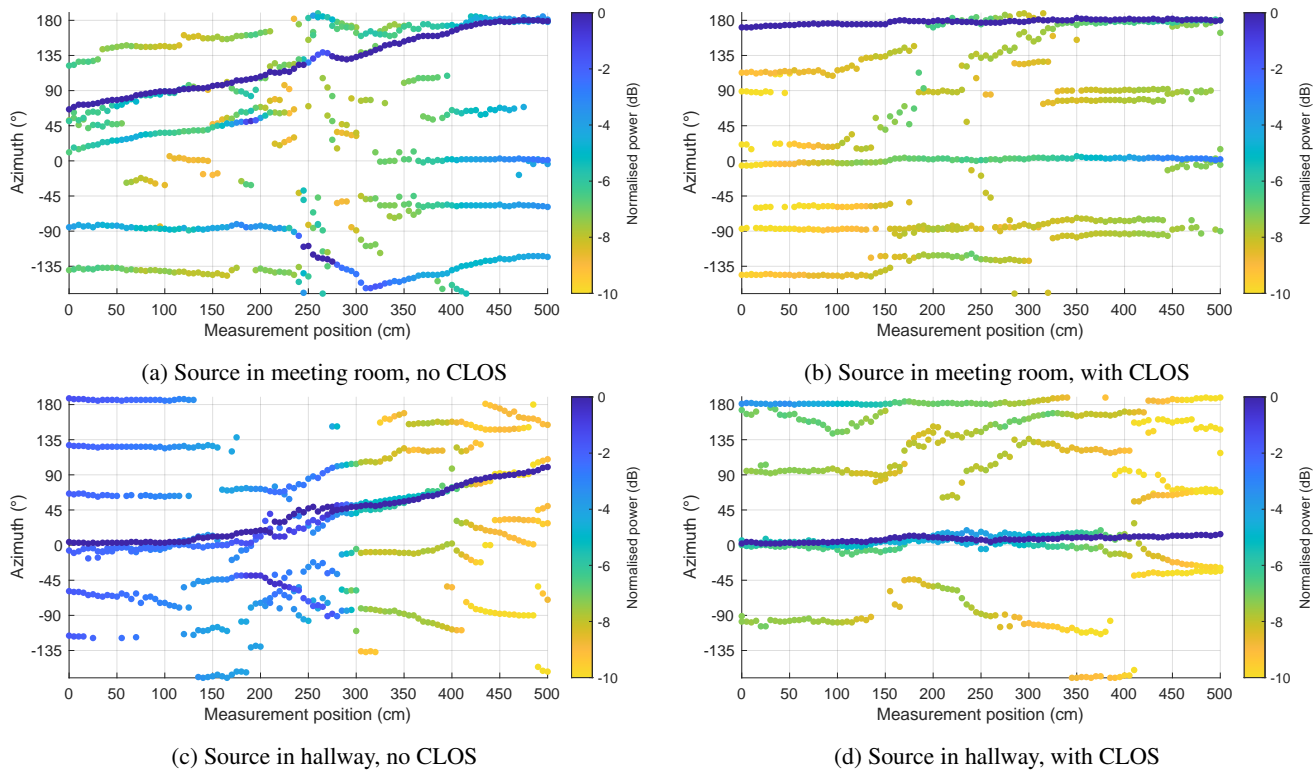 180
135
90
45
0
-45
-90
-135
Azimuth (°)
0 50 100 150 200 250 300 350 400 450 500
Measurement position (cm)
0
-2
-4
-6
-8
-10
Normalised power (dB)
(a) Source in meeting room, no CLOS
180
135
90
45
0
-45
-90
-135
Azimuth (°)
0 50 100 150 200 250 300 350 400 450 500
Measurement position (cm)
0
-2
-4
-6
-8
-10
Normalised power (dB)
(b) Source in meeting room, with CLOS
180
135
90
45
0
-45
-90
-135
Azimuth (°)
0 50 100 150 200 250 300 350 400 450 500
Measurement position (cm)
0
-2
-4
-6
-8
-10
Normalised power (dB)
(c) Source in hallway, no CLOS
180
135
90
45
0
-45
-90
-135
Azimuth (°)
0 50 100 150 200 250 300 350 400 450 500
Measurement position (cm)
0
-2
-4
-6
-8
-10
Normalised power (dB)
(d) Source in hallway, with CLOS